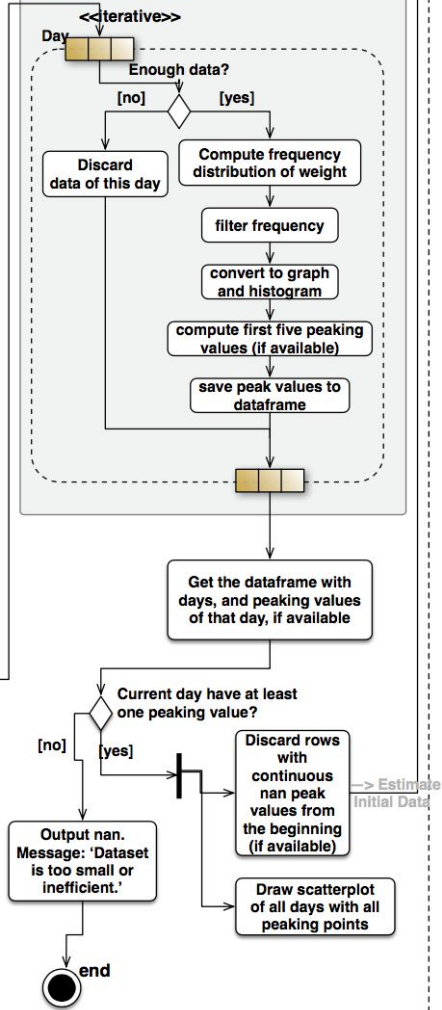 <<iterative>>
Day
Enough data?
[no]
[yes]
Discard
data of this day
Compute frequency
distribution of weight
filter frequency
convert to graph
and histogram
compute first five peaking
values (if available)
save peak values to
dataframe
Get the dataframe with
days, and peaking values
of that day, if available
Current day have at least
one peaking value?
[no]
[yes]
Discard rows
with
continuous
nan peak
values from
the beginning
(if available)
—> Estimate
Initial Data
Output nan.
Message: ‘Dataset
is too small or
inefficient.’
Draw scatterplot
of all days with all
peaking points
end